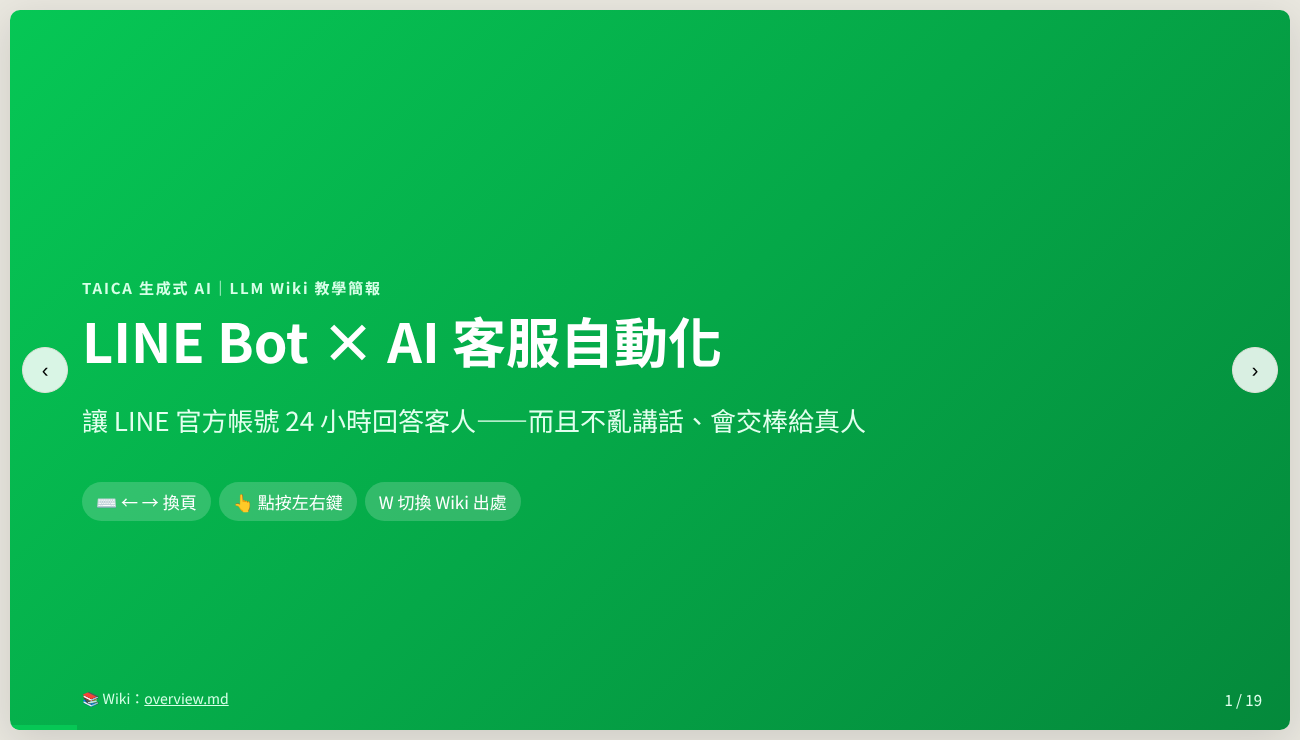 TAICA 生成式 AI｜LLM Wiki 教學簡報
LINE Bot × AI 客服自動化
讓 LINE 官方帳號 24 小時回答客人——而且不亂講話、會交棒給真人
‹
›
⌨️ ← → 換頁
👆 點按左右鍵
W 切換 Wiki 出處
📚 Wiki：overview.md
1 / 19